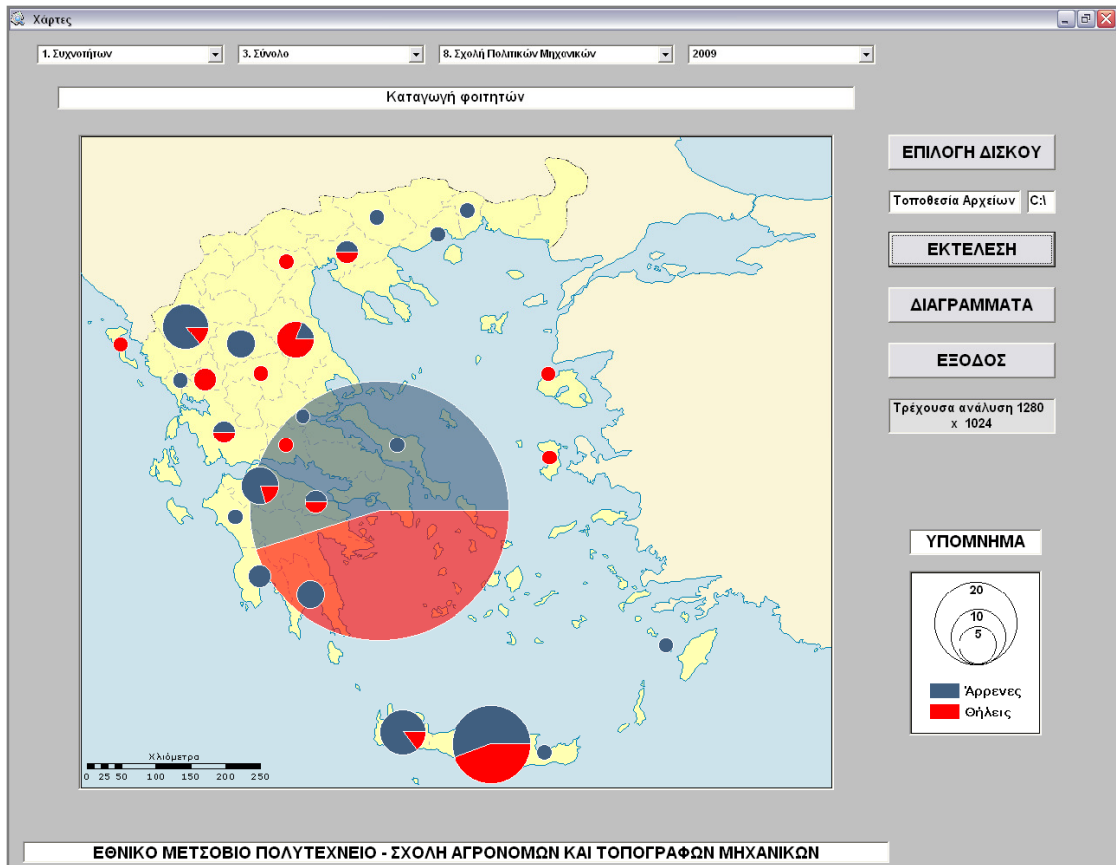 Χάρτες
1. Συχνοτήτων
3. Σύνολο
8. Σχολή Πολιτικών Μηχανικών
2009
Καταγωγή φοιτητών
ΕΠΙΛΟΓΗ ΔΙΣΚΟΥ
Τοποθεσία Αρχείων
C:\
ΕΚΤΕΛΕΣΗ
ΔΙΑΓΡΑΜΜΑΤΑ
ΕΞΟΔΟΣ
Τρέχουσα ανάλυση 1280
x 1024
ΥΠΟΜΝΗΜΑ
20
10
5
Άρρενες
Θήλεις
Χλιόμετρα
0 25 50 100 150 200 250
ΕΘΝΙΚΟ ΜΕΤΣΟΒΙΟ ΠΟΛΥΤΕΧΝΕΙΟ - ΣΧΟΛΗ ΑΓΡΟΝΟΜΩΝ ΚΑΙ ΤΟΠΟΓΡΑΦΩΝ ΜΗΧΑΝΙΚΩΝ